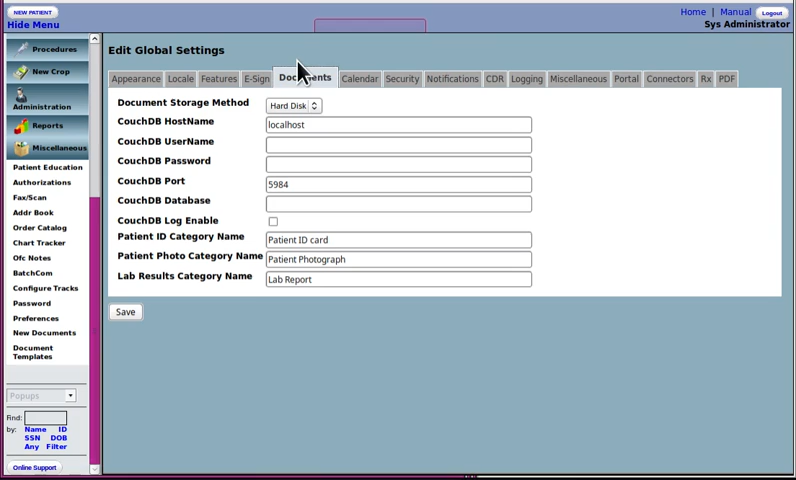 NEW PATIENT
Hide Menu
Home | Manual Logout
Sys Administrator
Procedures
New Crop
Administration
Reports
Miscellaneous
Patient Education
Authorizations
Fax/Scan
Addr Book
Order Catalog
Chart Tracker
Ofc Notes
BatchCom
Configure Tracks
Password
Preferences
New Documents
Document
Templates
Popups
Find:
by: Name ID
SSN DOB
Any Filter
Online Support
Edit Global Settings
Appearance Locale Features E-Sign Documents Calendar Security Notifications CDR Logging Miscellaneous Portal Connectors Rx PDF
Document Storage Method Hard Disk
CouchDB HostName localhost
CouchDB UserName
CouchDB Password
CouchDB Port 5984
CouchDB Database
CouchDB Log Enable
Patient ID Category Name Patient ID card
Patient Photo Category Name Patient Photograph
Lab Results Category Name Lab Report
Save